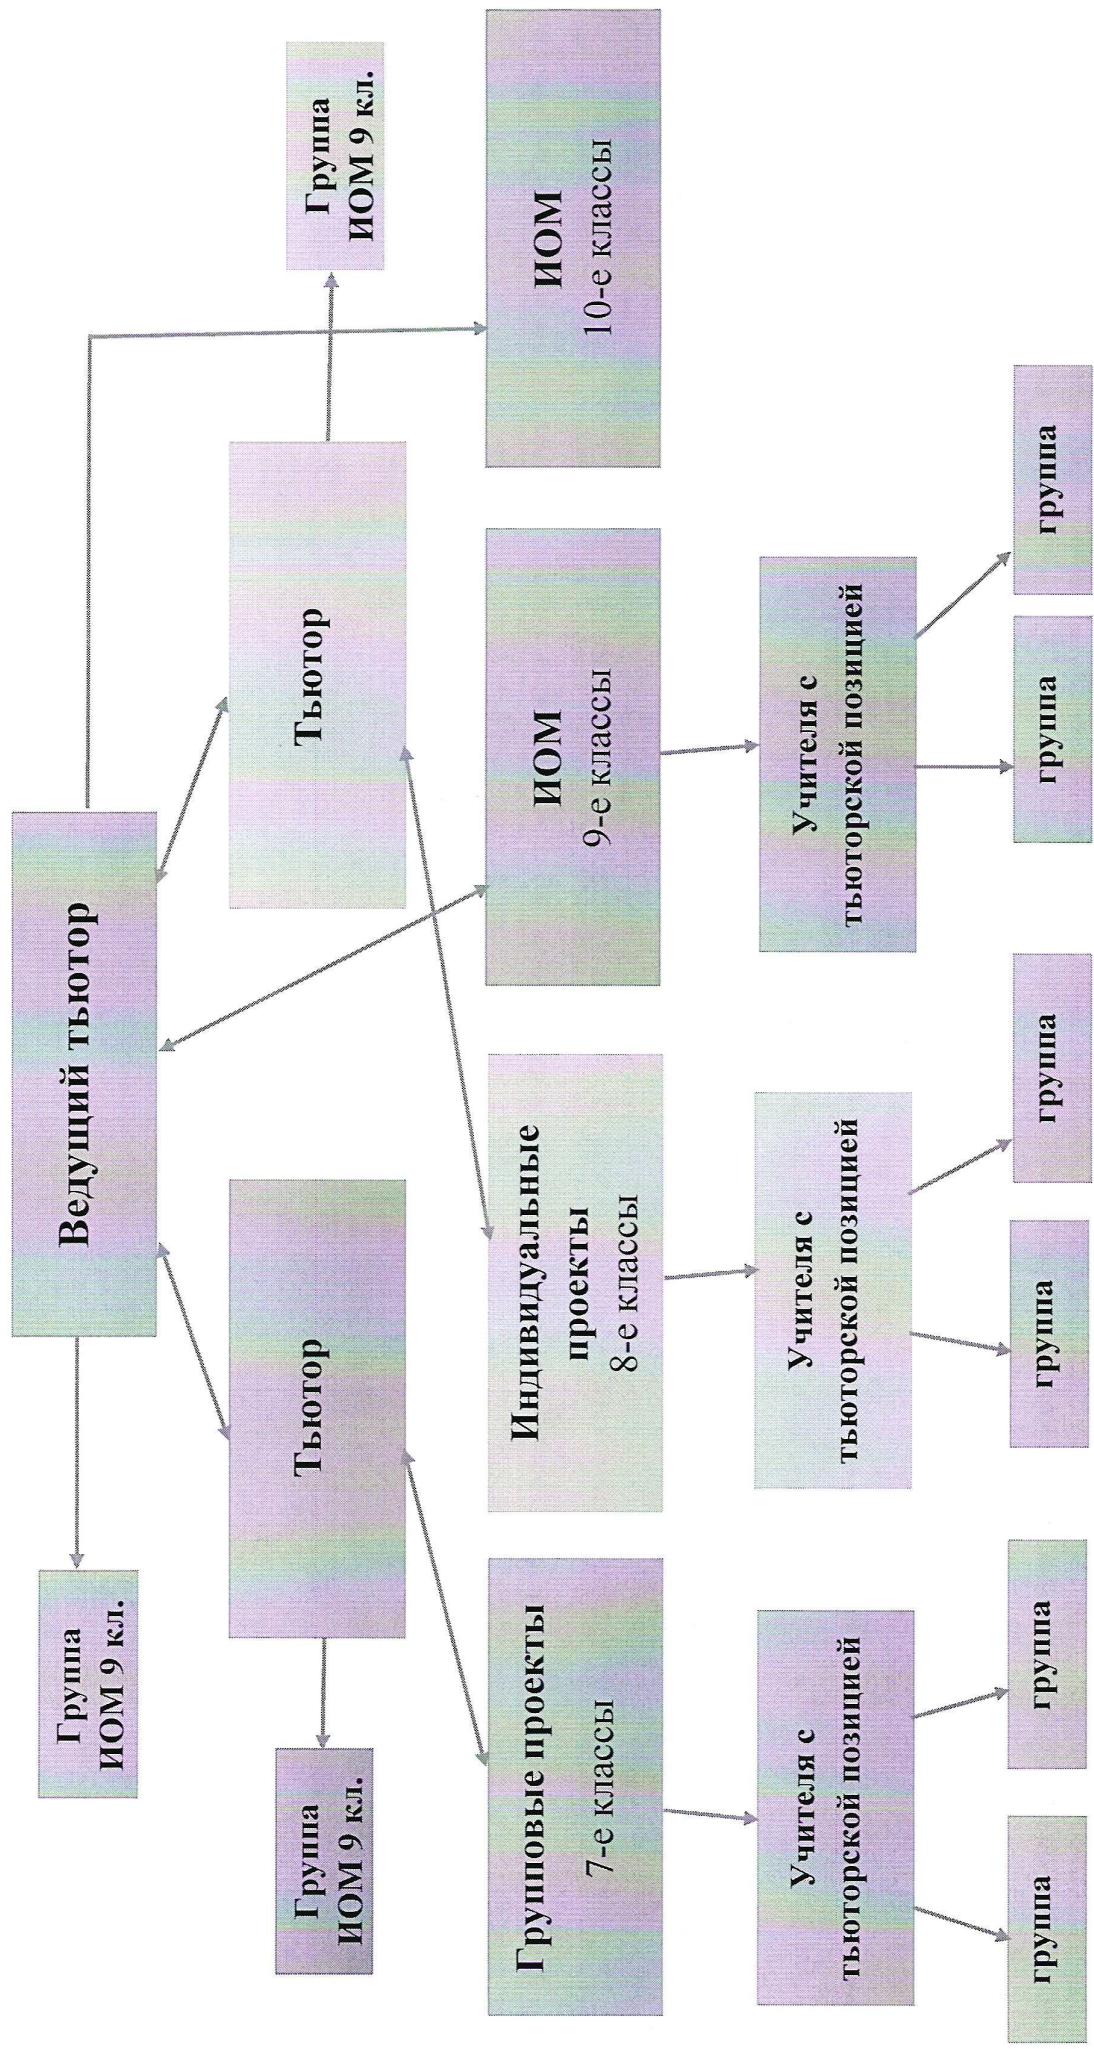 Ведущий тьютор
Группа
ИОМ 9 кл.
Тьютор
Тьютор
Группа
ИОМ 9 кл.
Группа
ИОМ 9 кл.
Групповые проекты
7-е классы
Индивидуальные
проекты
8-е классы
ИОМ
9-е классы
ИОМ
10-е классы
Учителя с
тьюторской позицией
Учителя с
тьюторской позицией
Учителя с
тьюторской позицией
группа
группа
группа
группа
группа
группа